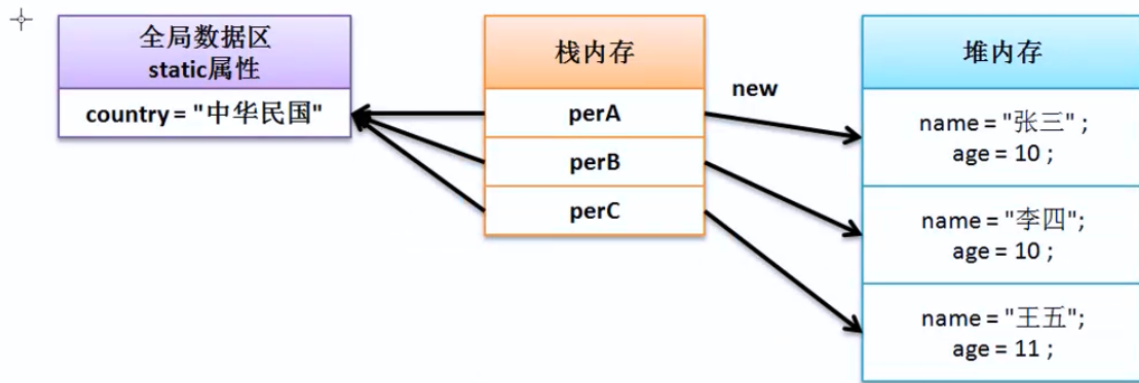 全局数据区
static属性
country = "中华民国"
栈内存
perA
perB
perC
new
堆内存
name = "张三" ;
age = 10 ;
name = "李四";
age = 10 ;
name = "王五";
age = 11 ;